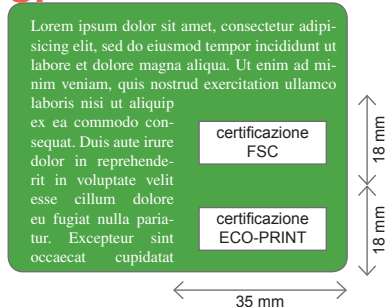 Lorem ipsum dolor sit amet, consectetur adipi-
sicing elit, sed do eiusmod tempor incididunt ut
labore et dolore magna aliqua. Ut enim ad mi-
nim veniam, quis nostrud exercitation ullamco
laboris nisi ut aliquip
ex ea commodo con-
sequat. Duis aute irure
dolor in reprehende-
rit in voluptate velit
esse cillum dolore
eu fugiat nulla paria-
tur. Excepteur sint
occaecat cupidatat
certificazione
FSC
18 mm
certificazione
ECO-PRINT
18 mm
35 mm